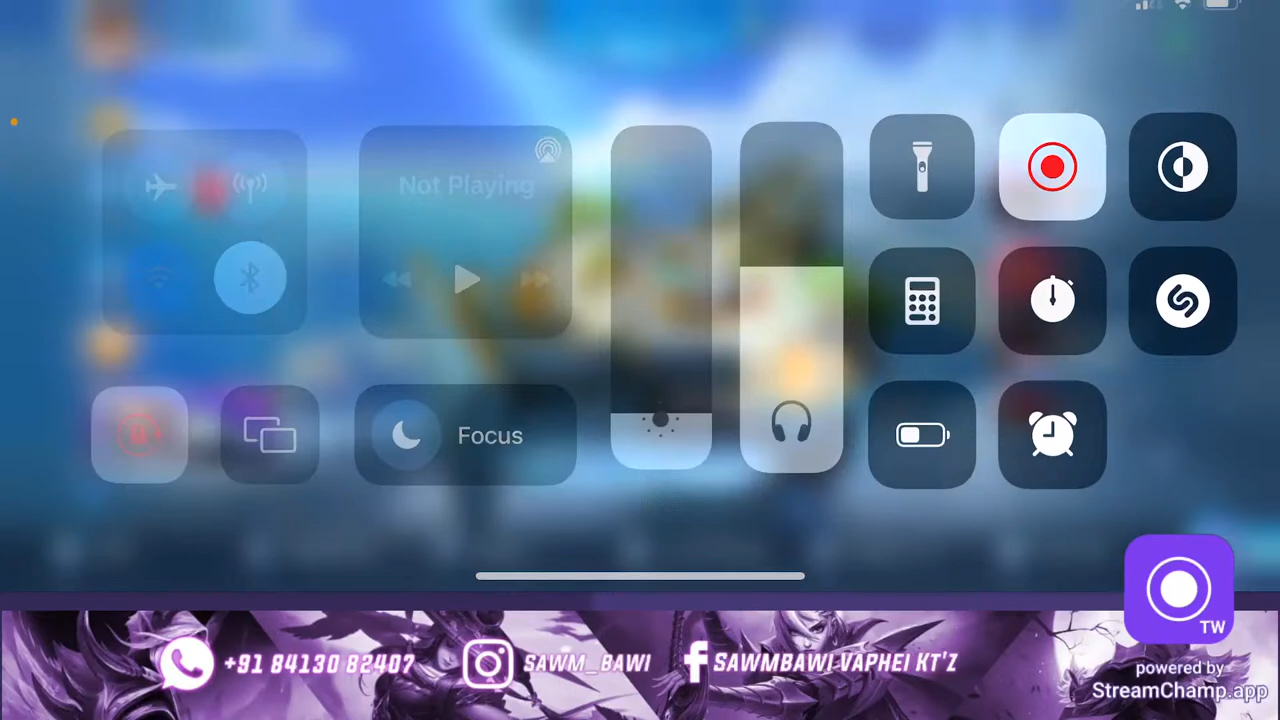 Not Playing
Focus
TW
+91 84130 82407
SAWM_BAWI
SAWMBAWI VAPHEI KT'Z
powered by
StreamChamp.app